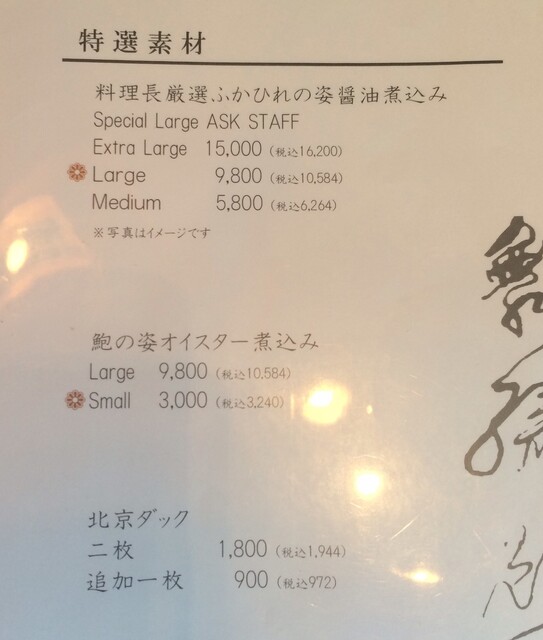 特選素材
料理長厳選ふかひれの姿醤油煮込み
Special Large ASK STAFF
Extra Large 15,000 (税込16,200)
Large 9,800 (税込10,584)
Medium 5,800 (税込6,264)
※写真はイメージです
鮑の姿オイスター煮込み
Large 9,800 (税込10,584)
Small 3,000 (税込3,240)
北京ダック
二枚 1,800 (税込1,944)
追加一枚 900 (税込972)